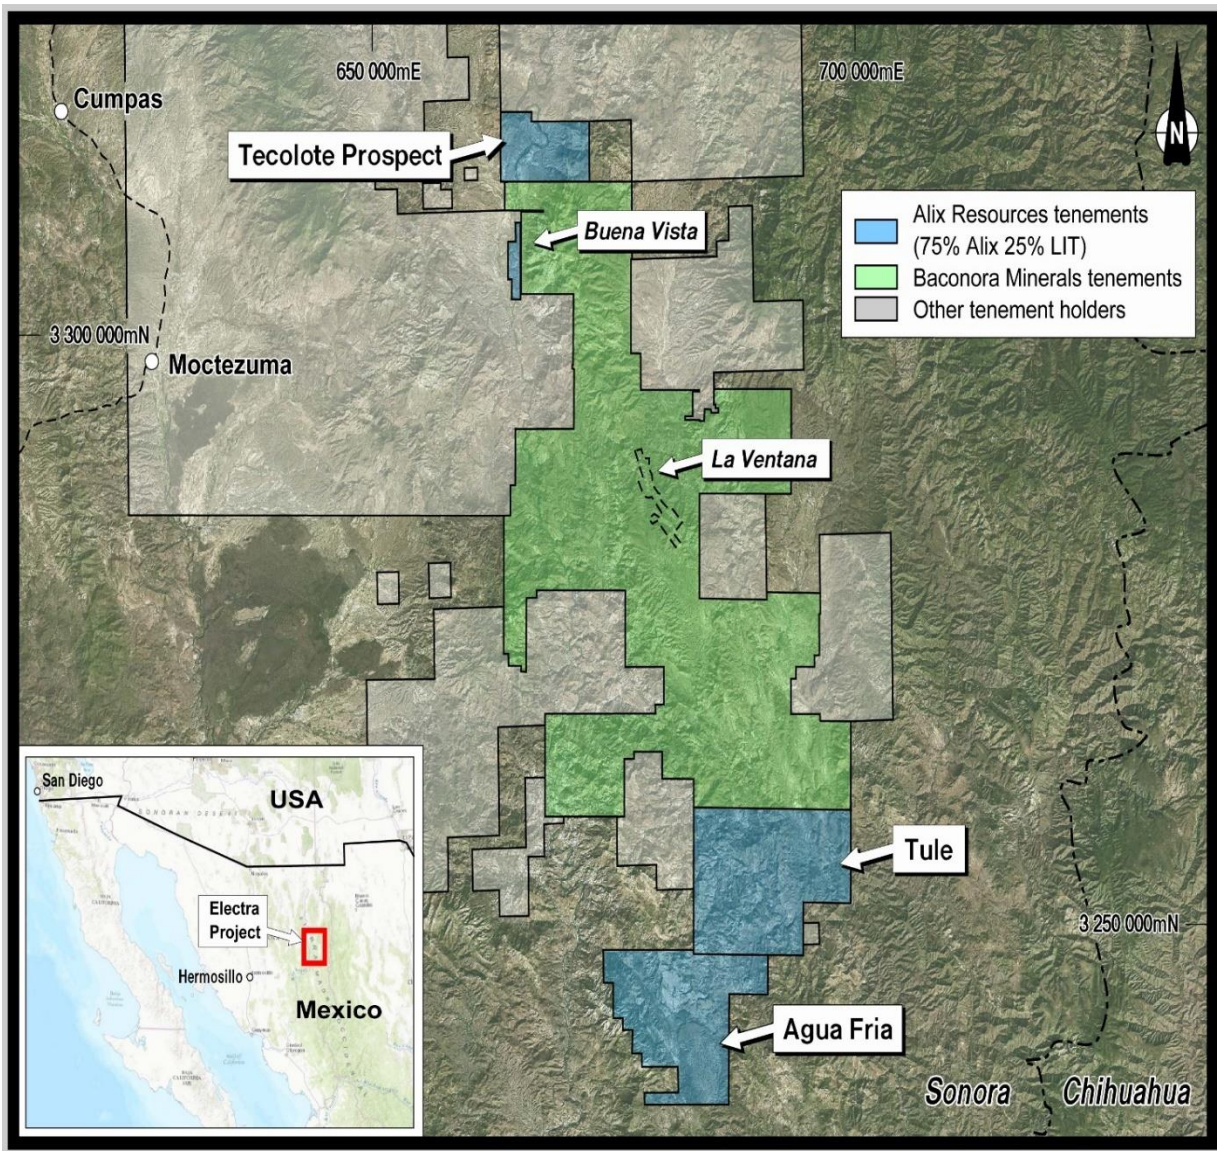 650 000mE
700 000mE
Cumpas
Tecolote Prospect
N
Alix Resources tenements
(75% Alix 25% LIT)
Baconora Minerals tenements
Other tenement holders
Buena Vista
3 300 000mN
Moctezuma
La Ventana
San Diego
USA
SONORAN DESERT
Tule
Electra
Project
3 250 000mN
Hermosillo
Mexico
Agua Fria
Sonora
Chihuahua